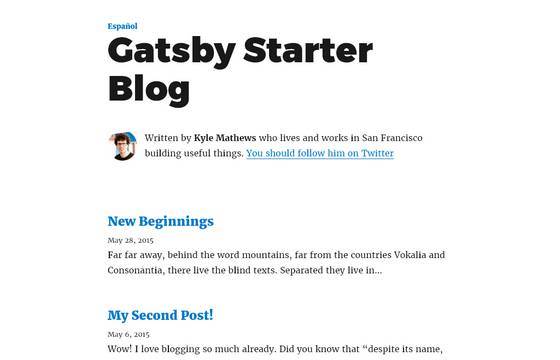 Español
Gatsby Starter
Blog
Written by Kyle Mathews who lives and works in San Francisco
building useful things. You should follow him on Twitter
New Beginnings
May 28, 2015
Far far away, behind the word mountains, far from the countries Vokalia and
Consonantia, there live the blind texts. Separated they live in...
My Second Post!
May 6, 2015
Wow! I love blogging so much already. Did you know that “despite its name,